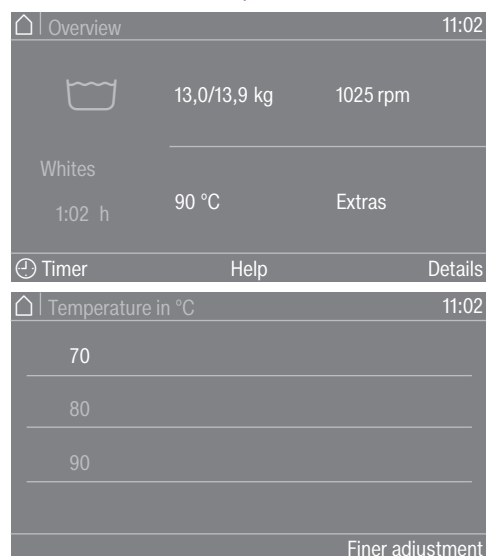 Overview 11:02
13,0/13,9 kg 1025 rpm
Whites
1:02 h
90 °C Extras
Timer Help Details
Temperature in °C 11:02
70
80
90
Finer adjustment